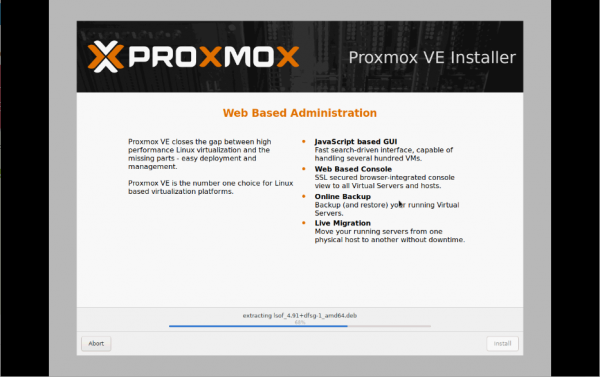 PROXMOX
Proxmox VE Installer
Web Based Administration
Proxmox VE closes the gap between high
performance Linux virtualization and the
missing parts - easy deployment and
management.
Proxmox VE is the number one choice for Linux
based virtualization platforms.
JavaScript based GUI
Fast search-driven interface, capable of
handling several hundred VMs.
Web Based Console
SSL secured browser-integrated console
view to all Virtual Servers and hosts.
Online Backup
Backup (and restore) your running Virtual
Servers.
Live Migration
Move your running servers from one
physical host to another without downtime.
extracting lsof_4.91+dfsg-1_amd64.deb
68%
Abort
Install